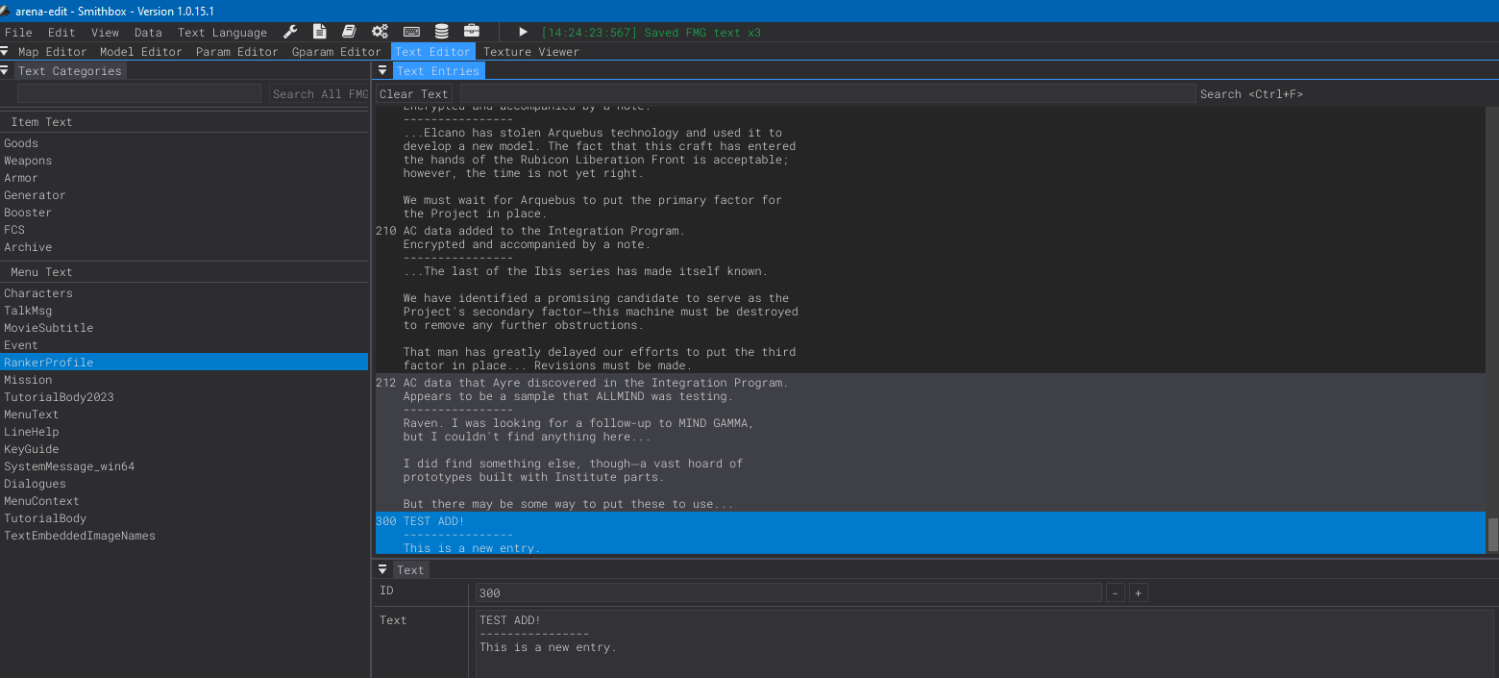 arena-edit - Smithbox - Version 1.0.15.1
File Edit View Data Text Language [14:24:23:567] Saved FMG text x3
Map Editor Model Editor Param Editor Gparam Editor Text Editor Texture Viewer
Text Categories
Search All FMG
Item Text
Goods
Weapons
Armor
Generator
Booster
FCS
Archive
Menu Text
Characters
TalkMsg
MovieSubtitle
Event
RankerProfile
Mission
TutorialBody2023
MenuText
LineHelp
KeyGuide
SystemMessage_win64
Dialogues
MenuContext
TutorialBody
TextEmbeddedImageNames
Text Entries
Clear Text Search <Ctrl+F>
Encrypted and accompanied by a note.
----------------
...Elcano has stolen Arquebus technology and used it to
develop a new model. The fact that this craft has entered
the hands of the Rubicon Liberation Front is acceptable;
however, the time is not yet right.
We must wait for Arquebus to put the primary factor for
the Project in place.
210 AC data added to the Integration Program.
Encrypted and accompanied by a note.
----------------
...The last of the Ibis series has made itself known.
We have identified a promising candidate to serve as the
Project's secondary factor—this machine must be destroyed
to remove any further obstructions.
That man has greatly delayed our efforts to put the third
factor in place... Revisions must be made.
212 AC data that Ayre discovered in the Integration Program.
Appears to be a sample that ALLMIND was testing.
----------------
Raven. I was looking for a follow-up to MIND GAMMA,
but I couldn't find anything here...
I did find something else, though—a vast hoard of
prototypes built with Institute parts.
But there may be some way to put these to use...
300 TEST ADD!
----------------
This is a new entry.
Text
ID 300 - +
Text TEST ADD!
----------------
This is a new entry.